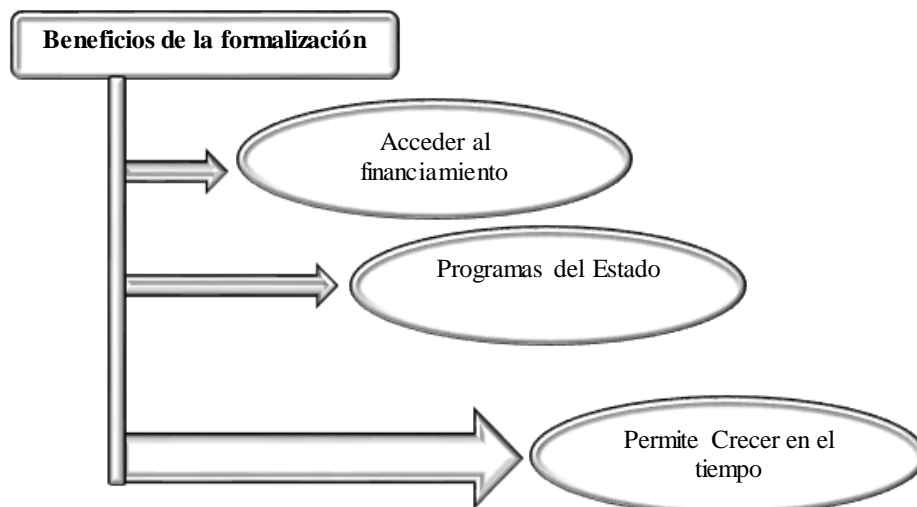 Beneficios de la formalización
Acceder al
financiamiento
Programas del Estado
Permite Crecer en el
tiempo